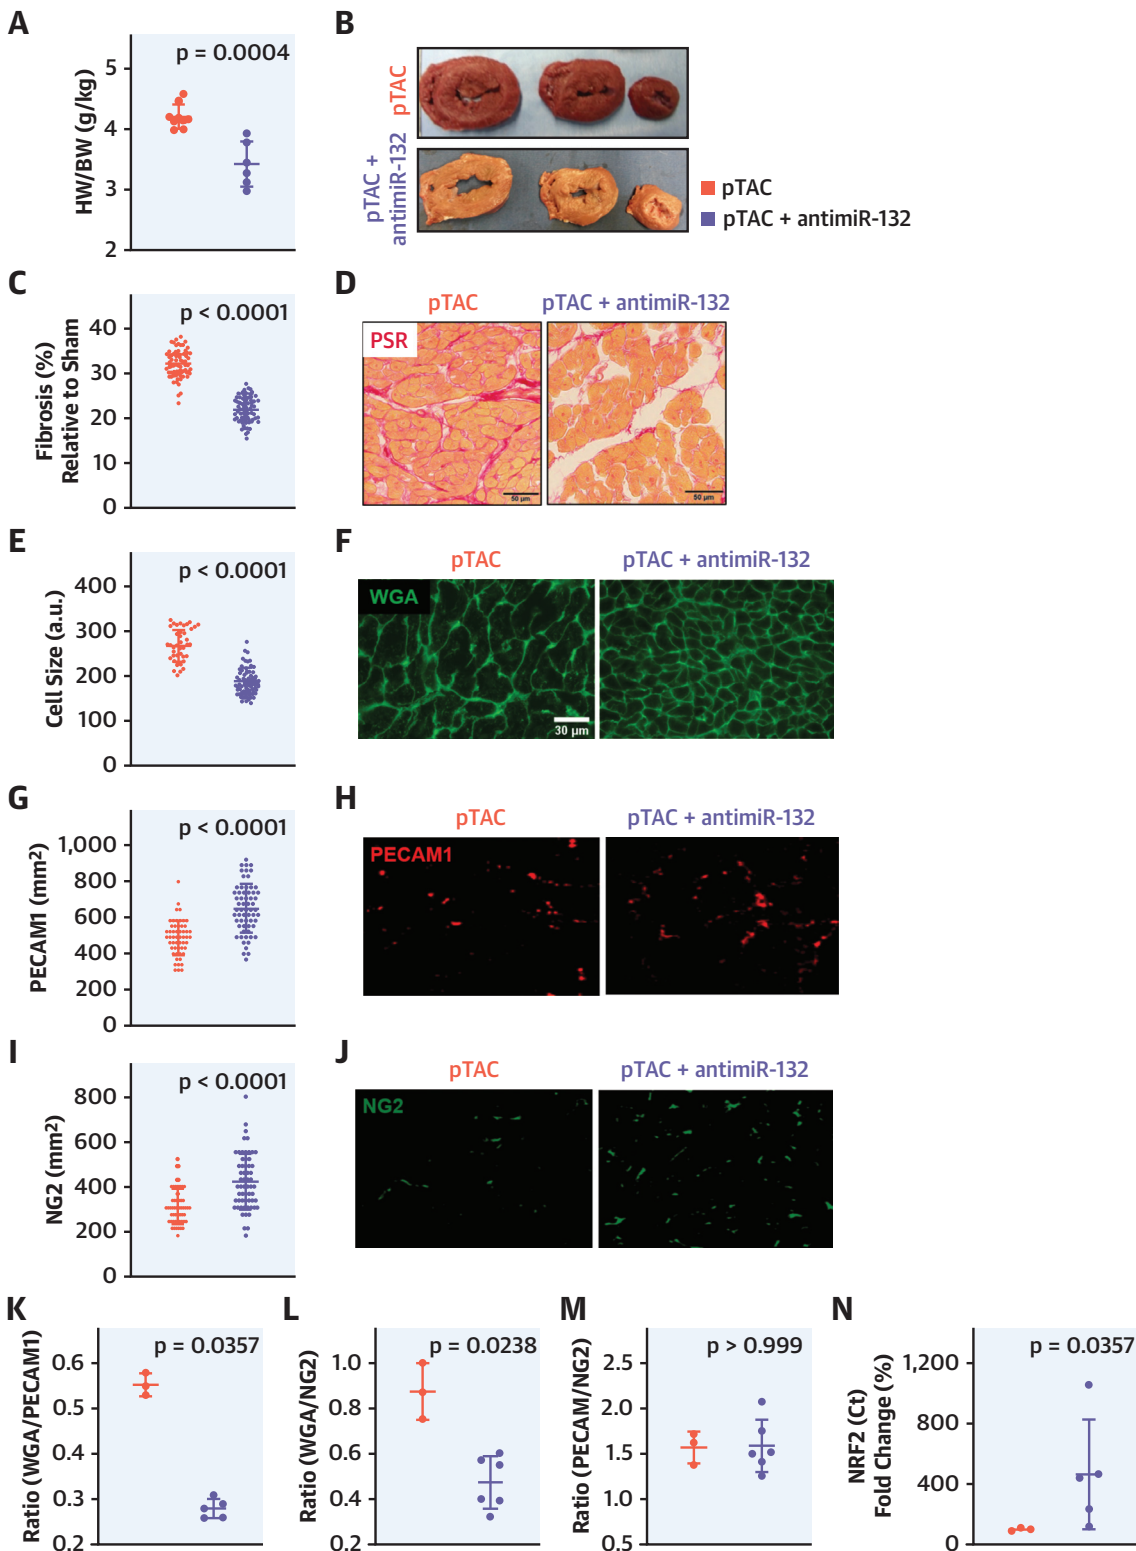 A
HW/BW (g/kg)
5
4
3
2
p = 0.0004
B
pTAC
pTAC +
antimiR-132
pTAC
pTAC + antimiR-132
C
Fibrosis (%)
Relative to Sham
40
30
20
10
0
p < 0.0001
D
pTAC
pTAC + antimiR-132
PSR
50 µm
50 µm
E
Cell Size (a.u.)
400
300
200
100
0
p < 0.0001
F
pTAC
pTAC + antimiR-132
WGA
30 µm
G
PECAM1 (mm²)
1,000
800
600
400
200
0
p < 0.0001
H
pTAC
pTAC + antimiR-132
PECAM1
I
NG2 (mm²)
800
600
400
200
0
p < 0.0001
J
pTAC
pTAC + antimiR-132
NG2
K
Ratio (WGA/PECAM1)
0.6
0.5
0.4
0.3
0.2
p = 0.0357
L
Ratio (WGA/NG2)
1.0
0.8
0.6
0.4
0.2
p = 0.0238
M
Ratio (PECAM/NG2)
2.5
2.0
1.5
1.0
0.5
p > 0.999
N
NRF2 (Ct)
Fold Change (%)
1,200
800
400
0
p = 0.0357